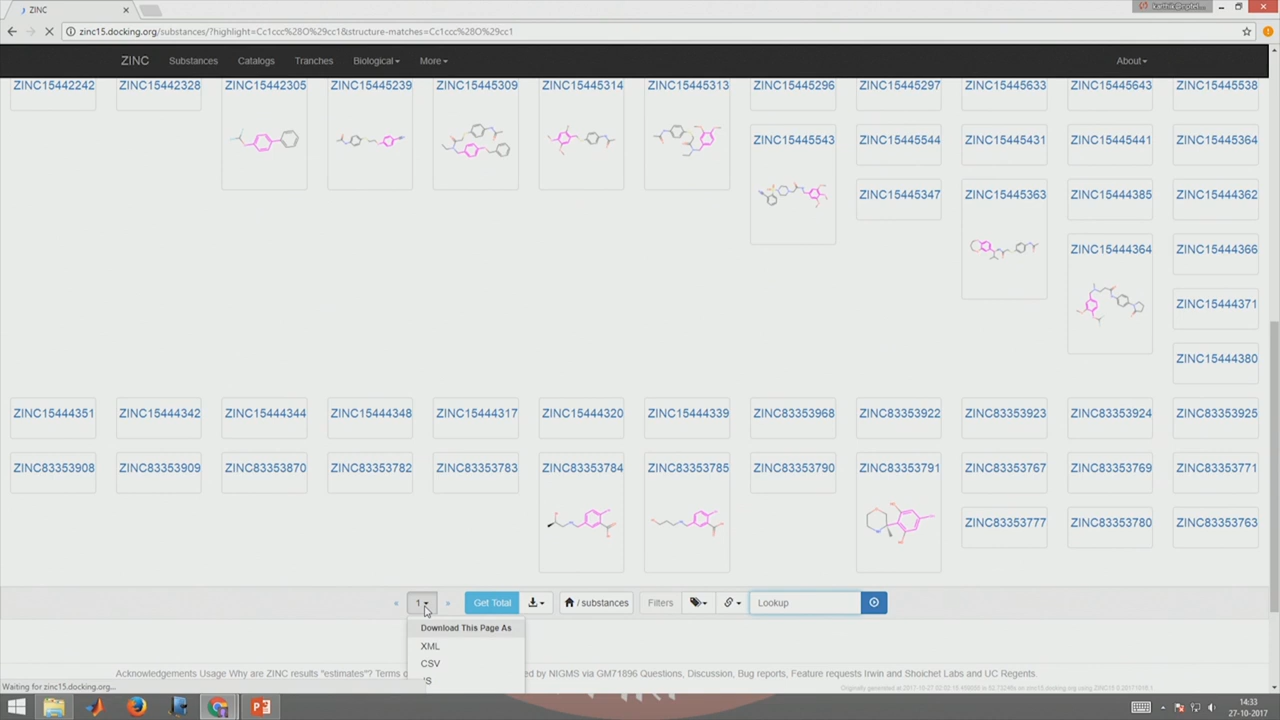 ZINC
karthik@nptel...
zinc15.docking.org/substances/?highlight=Cc1ccc%28O%29cc1&structure-matches=Cc1ccc%28O%29cc1
ZINC Substances Catalogs Tranches Biological More About
ZINC15442242 ZINC15442328 ZINC15442305 ZINC15445239 ZINC15445309 ZINC15445314 ZINC15445313 ZINC15445296 ZINC15445297 ZINC15445633 ZINC15445643 ZINC15445538
ZINC15445543 ZINC15445544 ZINC15445431 ZINC15445441 ZINC15445364
ZINC15445347 ZINC15445363 ZINC15444385 ZINC15444362
ZINC15444364 ZINC15444366
ZINC15444371
ZINC15444380
ZINC15444351 ZINC15444342 ZINC15444344 ZINC15444348 ZINC15444317 ZINC15444320 ZINC15444339 ZINC83353968 ZINC83353922 ZINC83353923 ZINC83353924 ZINC83353925
ZINC83353908 ZINC83353909 ZINC83353870 ZINC83353782 ZINC83353783 ZINC83353784 ZINC83353785 ZINC83353790 ZINC83353791 ZINC83353767 ZINC83353769 ZINC83353771
ZINC83353777 ZINC83353780 ZINC83353763
« 1 » Get Total / substances Filters Lookup
Download This Page As
XML
CSV
Acknowledgements Usage Why are ZINC results "estimates"? Terms by NIGMS via GM71896 Questions, Discussion, Bug reports, Feature requests Irwin and Shoichet Labs and UC Regents.
Waiting for zinc15.docking.org...
14:33
27-10-2017